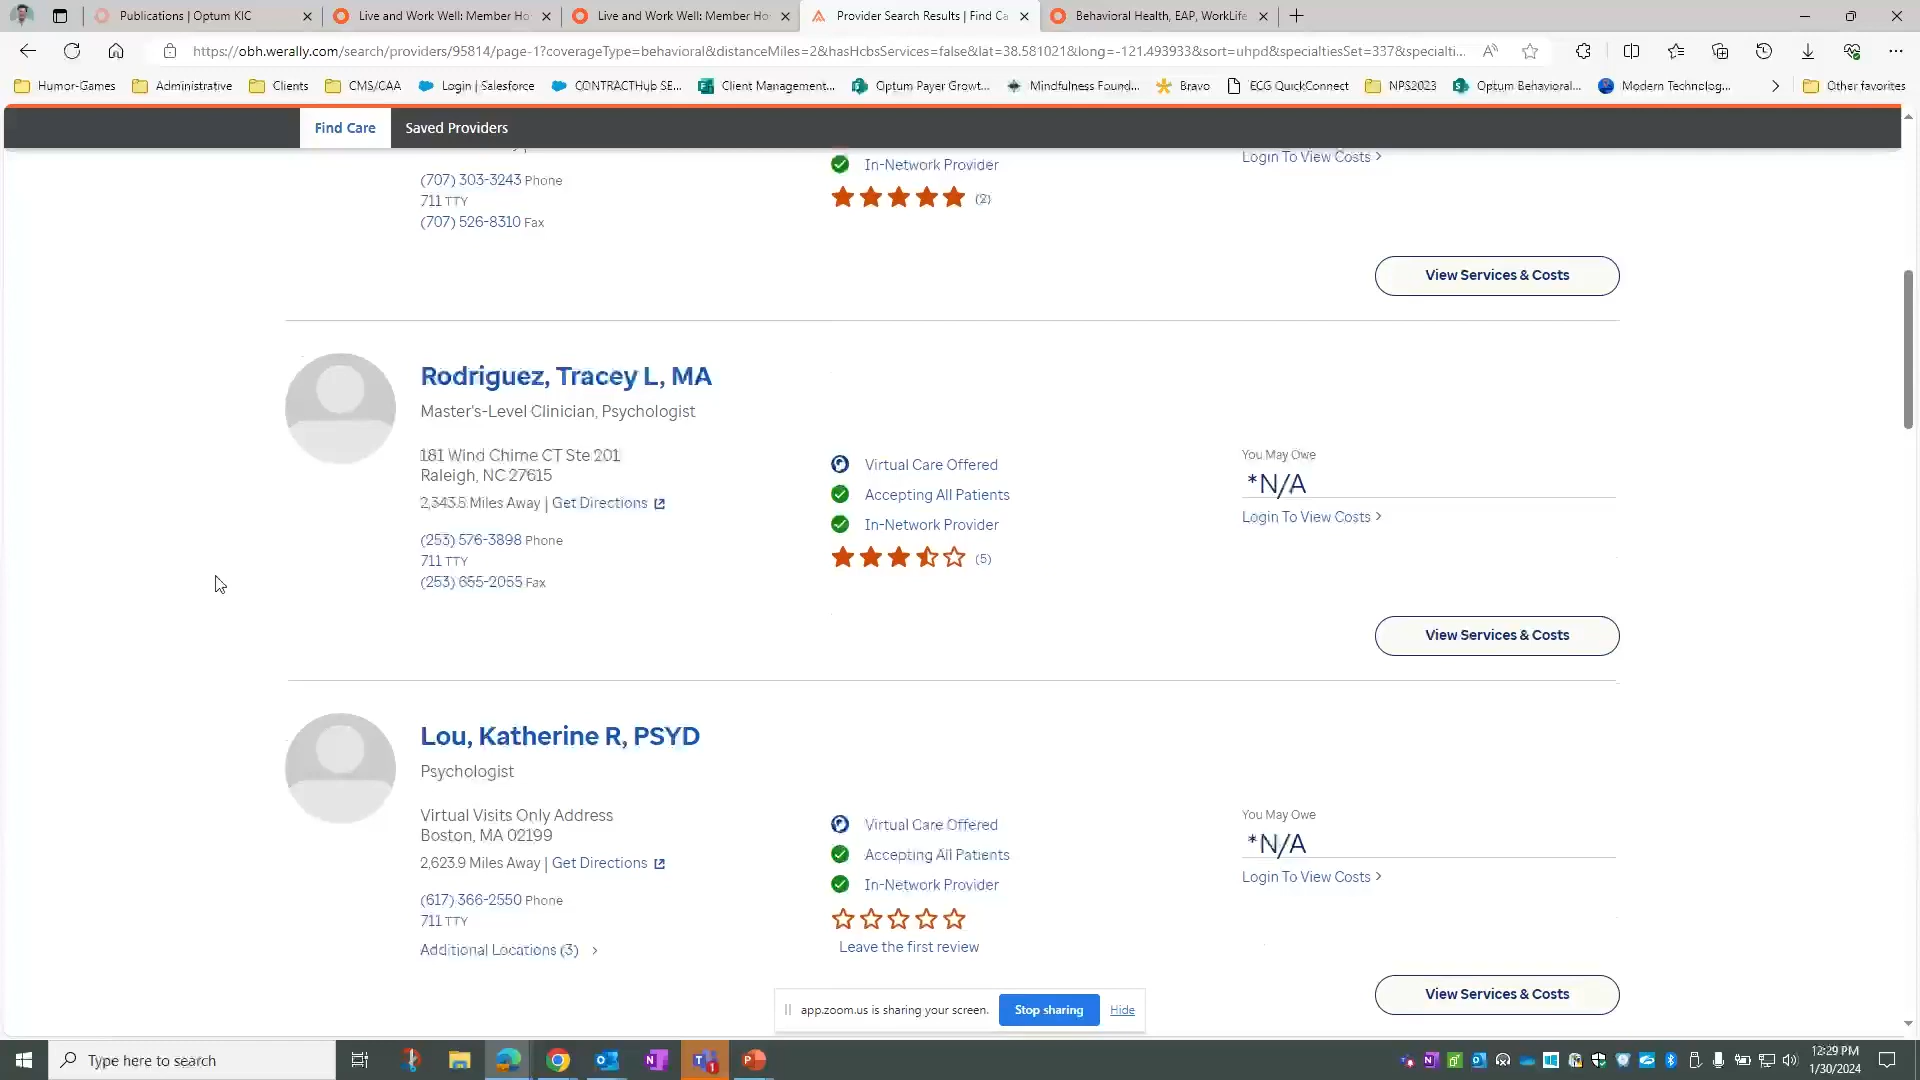 Publications | Optum KIC
Live and Work Well: Member Ho
Live and Work Well: Member Ho
Provider Search Results | Find Ca
Behavioral Health, EAP, WorkLife
https://obh.werally.com/search/providers/95814/page-1?coverageType=behavioral&distanceMiles=2&hasHcbsServices=false&lat=38.581021&long=-121.493933&sort=uhpd&specialtiesSet=337&specialti...
Humor-Games
Administrative
Clients
CMS/CAA
Login | Salesforce
CONTRACTHub SE...
Client Management...
Optum Payer Growt...
Mindfulness Found...
Bravo
ECG QuickConnect
NPS2023
Optum Behavioral...
Modern Technolog...
Other favorites
Find Care
Saved Providers
(707) 303-3243 Phone
711 TTY
(707) 526-8310 Fax
In-Network Provider
(2)
Login To View Costs >
View Services & Costs
Rodriguez, Tracey L, MA
Master's-Level Clinician, Psychologist
181 Wind Chime CT Ste 201
Raleigh, NC 27615
2,343.5 Miles Away | Get Directions
(253) 576-3898 Phone
711 TTY
(253) 655-2055 Fax
Virtual Care Offered
Accepting All Patients
In-Network Provider
(5)
You May Owe
*N/A
Login To View Costs >
View Services & Costs
Lou, Katherine R, PSYD
Psychologist
Virtual Visits Only Address
Boston, MA 02199
2,623.9 Miles Away | Get Directions
(617) 366-2550 Phone
711 TTY
Additional Locations (3) >
Virtual Care Offered
Accepting All Patients
In-Network Provider
Leave the first review
You May Owe
*N/A
Login To View Costs >
View Services & Costs
app.zoom.us is sharing your screen.
Stop sharing
Hide
Type here to search
12:29 PM
1/30/2024